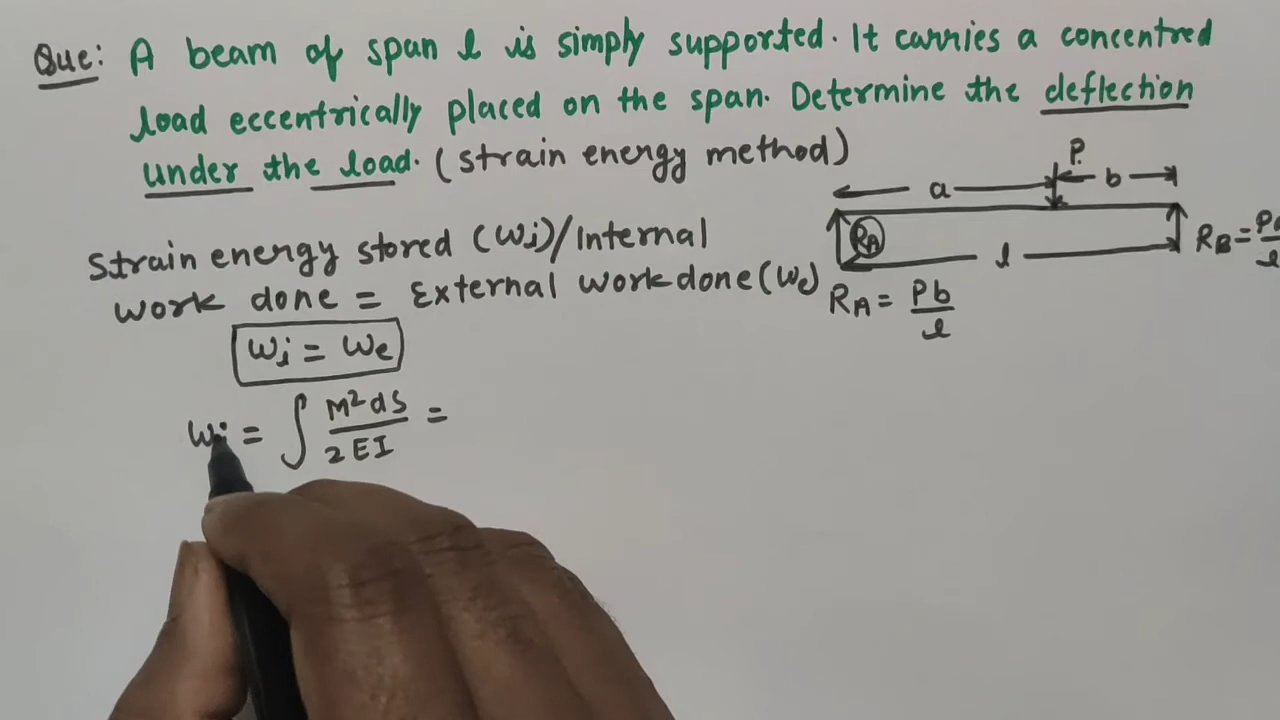 Que: A beam of span l is simply supported. It carries a concentred
load eccentrically placed on the span. Determine the deflection
under the load. (strain energy method)
P.
a
b
RA
l
RB =
RA = Pb/l
Strain energy stored (Wi)/Internal
work done = External workdone (We)
Wi = We
Wi = ∫ M²ds/2EI =